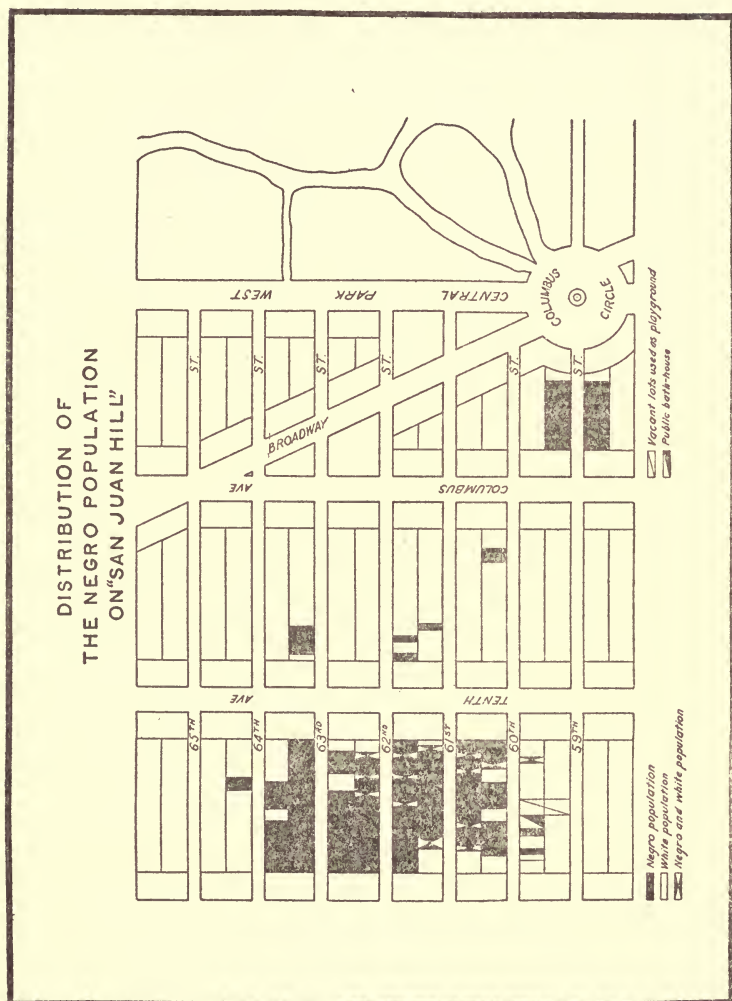 DISTRIBUTION OF
THE NEGRO POPULATION
ON "SAN JUAN HILL"
WEST
PARK
CENTRAL
COLUMBUS
CIRCLE
ST.
ST.
ST.
ST.
ST.
ST.
BROADWAY
AVE
COLUMBUS
AVE
TENTH
65TH
64TH
63RD
62ND
61ST
60TH
59TH
Vacant lots used as playground
Public bath-house
Negro population
White population
Negro and white population